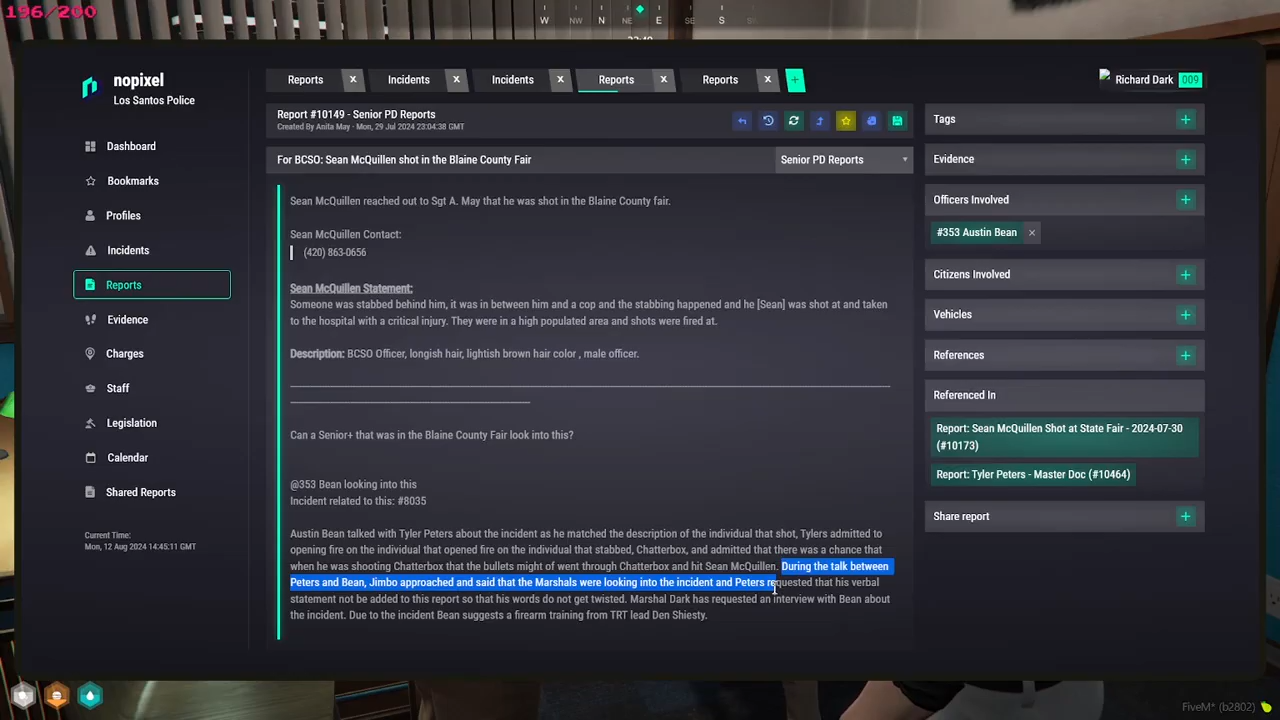 196/200
W NW N NE E SE S
nopixel
Los Santos Police
Dashboard
Bookmarks
Profiles
Incidents
Reports
Evidence
Charges
Staff
Legislation
Calendar
Shared Reports
Current Time:
Mon, 12 Aug 2024 14:45:11 GMT
Reports x Incidents x Incidents x Reports x Reports x +
Report #10149 - Senior PD Reports
Created By Anita May - Mon, 29 Jul 2024 23:04:38 GMT
For BCSO: Sean McQuillen shot in the Blaine County Fair
Senior PD Reports
Sean McQuillen reached out to Sgt A. May that he was shot in the Blaine County fair.
Sean McQuillen Contact:
(420) 863-0656
Sean McQuillen Statement:
Someone was stabbed behind him, it was in between him and a cop and the stabbing happened and he [Sean] was shot at and taken
to the hospital with a critical injury. They were in a high populated area and shots were fired at.
Description: BCSO Officer, longish hair, lightish brown hair color , male officer.
Can a Senior+ that was in the Blaine County Fair look into this?
@353 Bean looking into this
Incident related to this: #8035
Austin Bean talked with Tyler Peters about the incident as he matched the description of the individual that shot, Tylers admitted to
opening fire on the individual that opened fire on the individual that stabbed, Chatterbox, and admitted that there was a chance that
when he was shooting Chatterbox that the bullets might of went through Chatterbox and hit Sean McQuillen. During the talk between
Peters and Bean, Jimbo approached and said that the Marshals were looking into the incident and Peters requested that his verbal
statement not be added to this report so that his words do not get twisted. Marshal Dark has requested an interview with Bean about
the incident. Due to the incident Bean suggests a firearm training from TRT lead Den Shiesty.
Richard Dark 009
Tags +
Evidence +
Officers Involved +
#353 Austin Bean x
Citizens Involved +
Vehicles +
References +
Referenced In
Report: Sean McQuillen Shot at State Fair - 2024-07-30
(#10173)
Report: Tyler Peters - Master Doc (#10464)
Share report +
FiveM* (b2802)